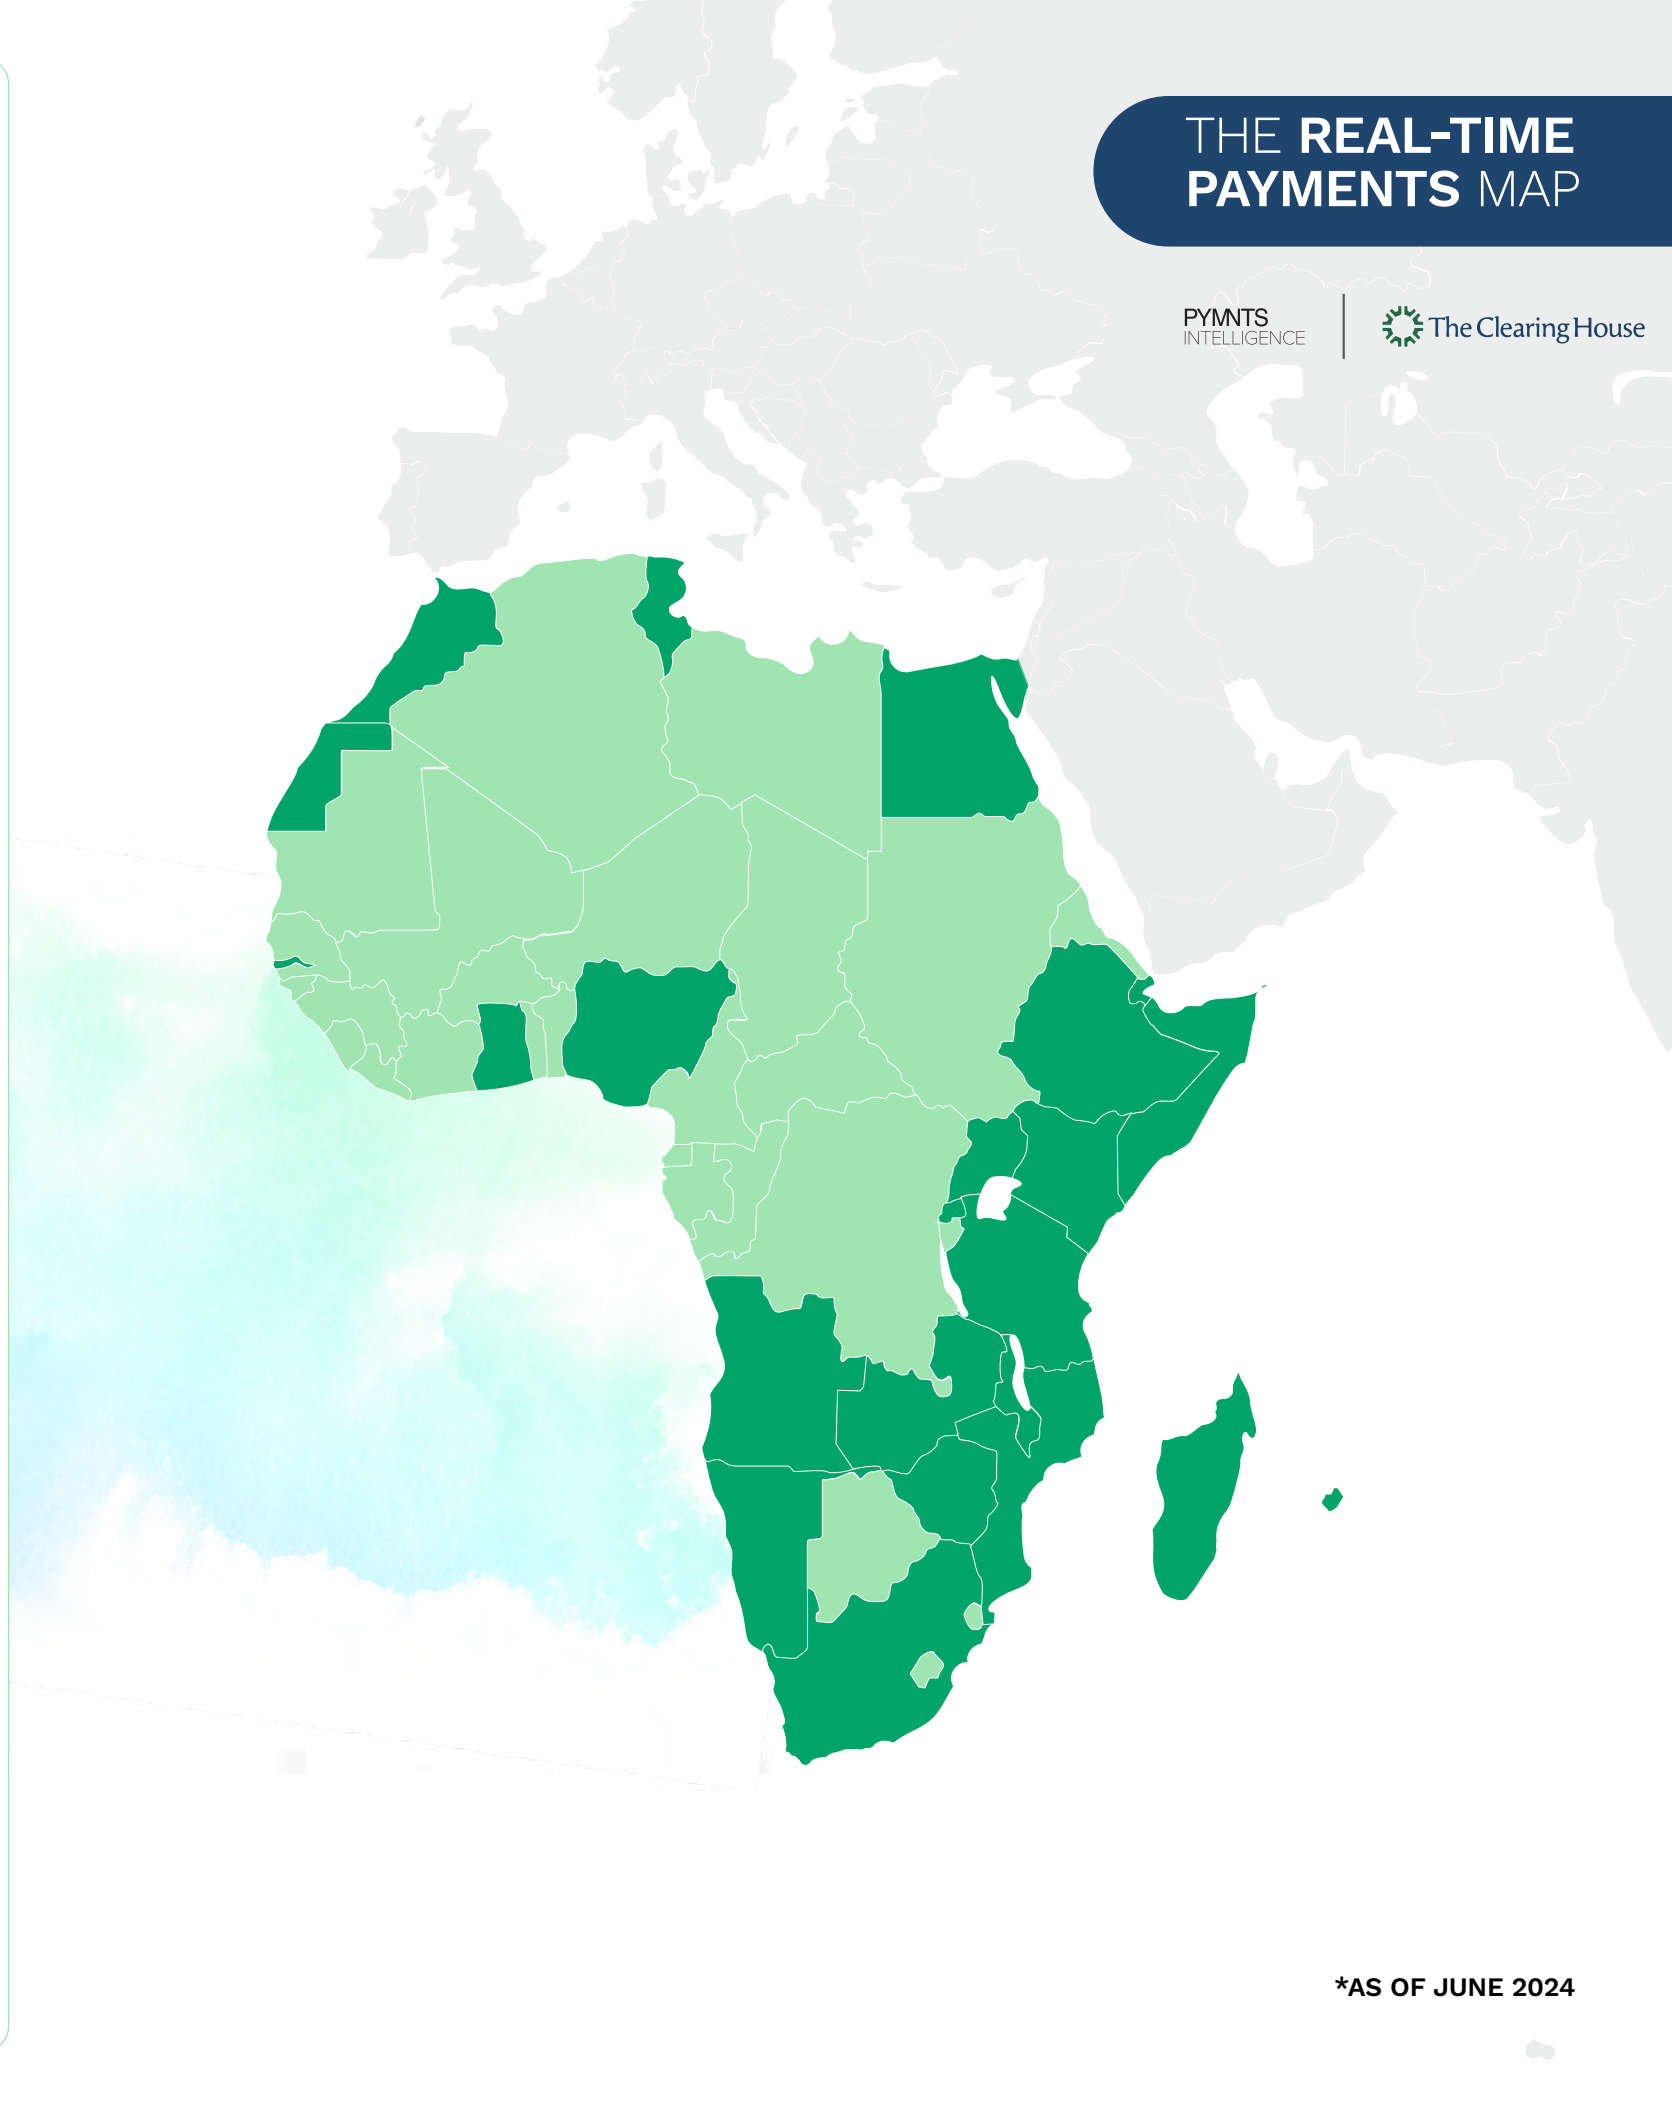 THE REAL-TIME
PAYMENTS MAP
PYMNTS
INTELLIGENCE
The Clearing House
*AS OF JUNE 2024